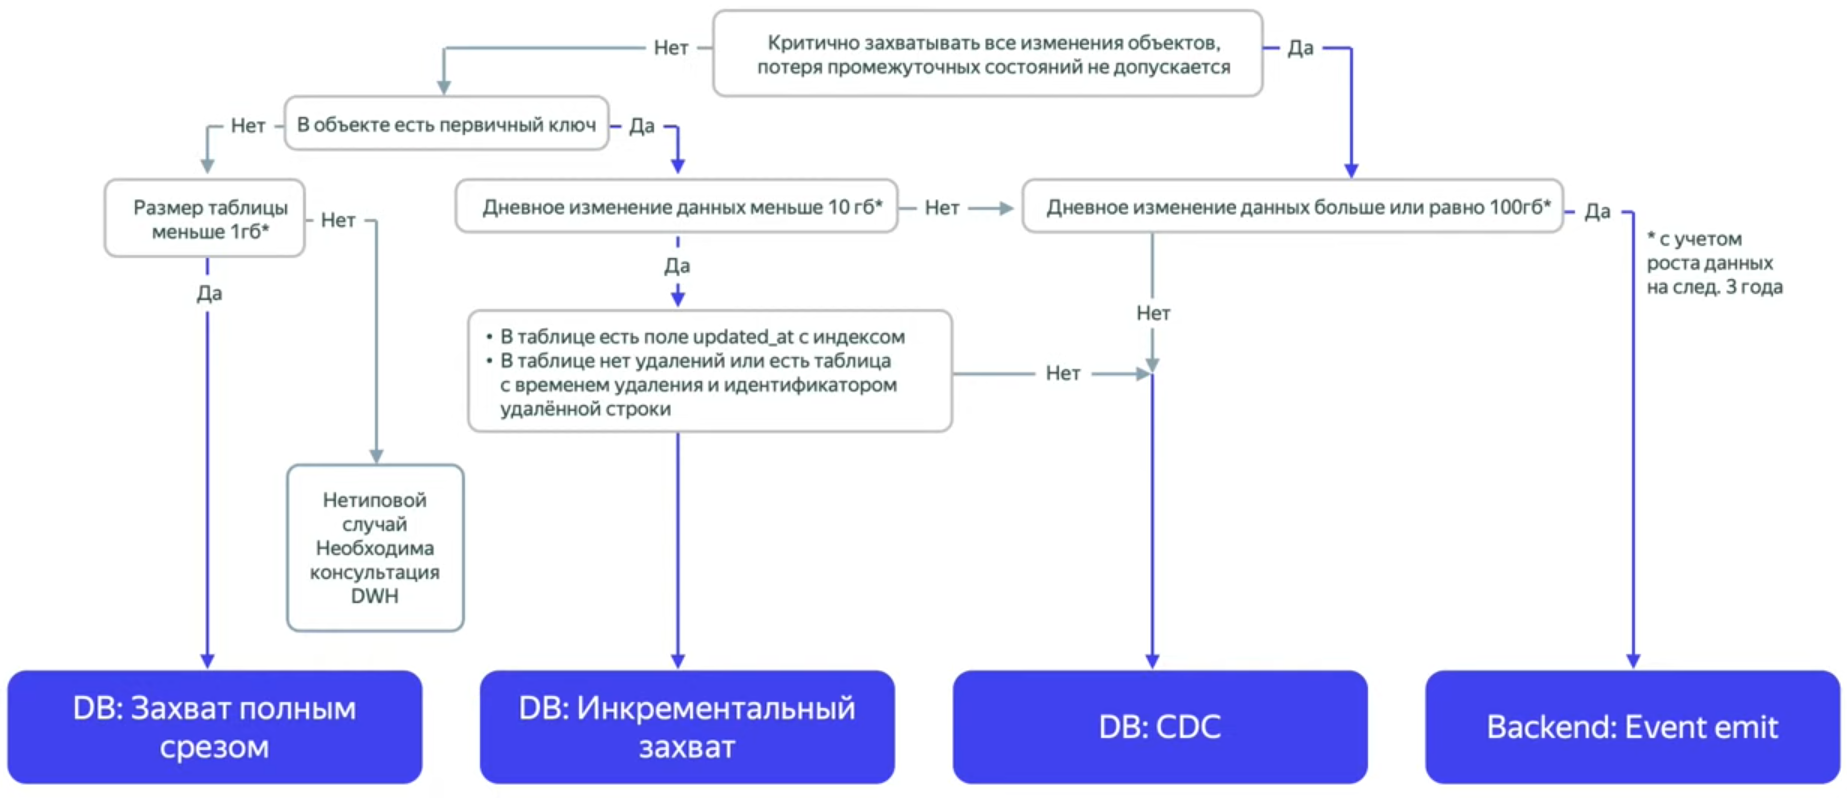 Критично захватывать все изменения объектов,
потеря промежуточных состояний не допускается
Нет
Да
В объекте есть первичный ключ
Нет
Да
Размер таблицы
меньше 1гб*
Нет
Да
Дневное изменение данных меньше 10 гб*
Нет
Да
Дневное изменение данных больше или равно 100гб*
Да
Нет
* с учетом
роста данных
на след. 3 года
• В таблице есть поле updated_at с индексом
• В таблице нет удалений или есть таблица
с временем удаления и идентификатором
удалённой строки
Нет
Нетиповой
случай
Необходима
консультация
DWH
DB: Захват полным
срезом
DB: Инкрементальный
захват
DB: CDC
Backend: Event emit